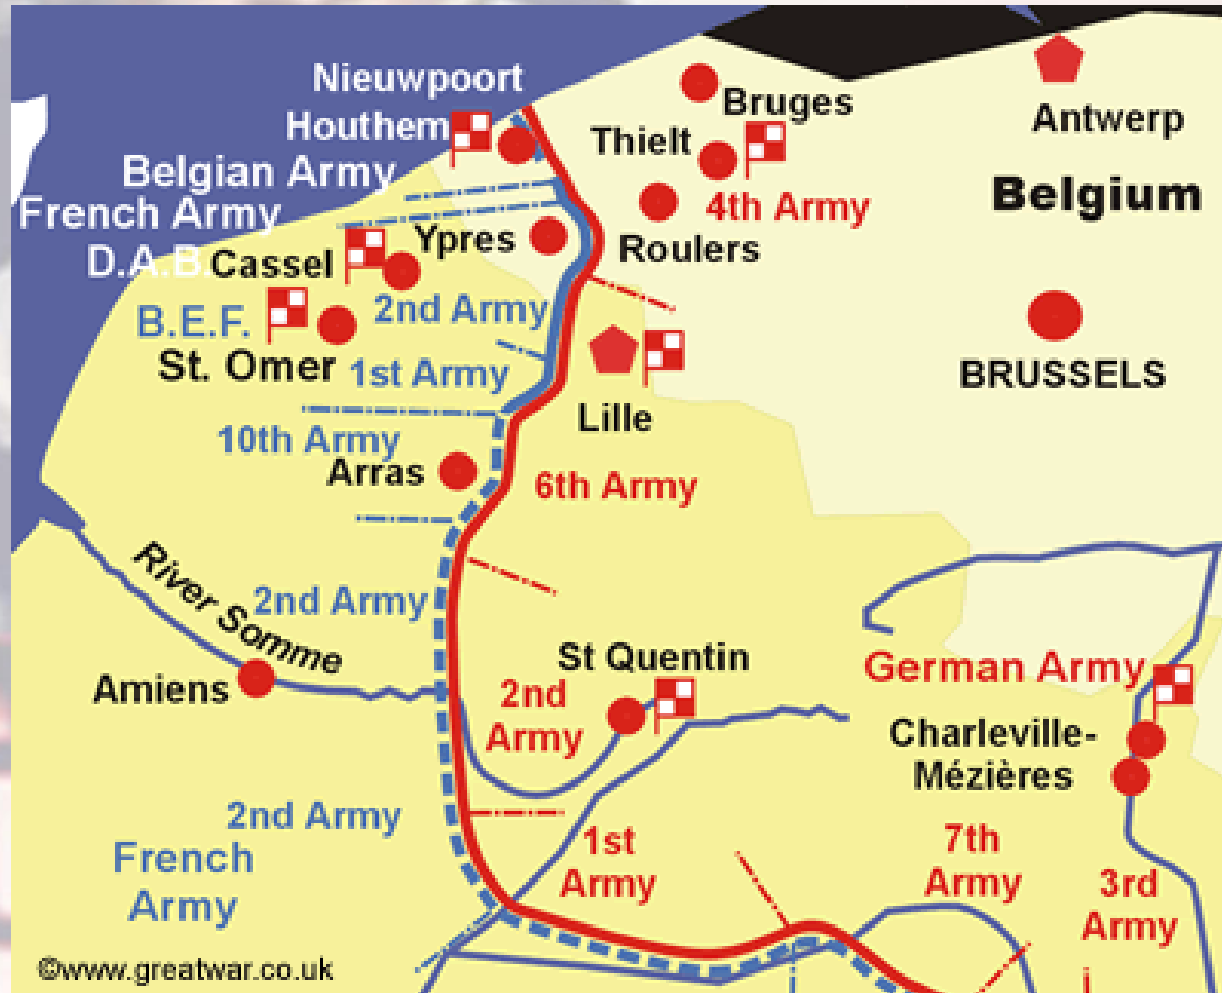 Nieuwpoort
Bruges
Antwerp
Houthem
Thielt
Belgian Army
Belgium
French Army
4th Army
D.A.B.
Cassel
Ypres
Roulers
B.E.F.
2nd Army
St. Omer
1st Army
BRUSSELS
Lille
10th Army
Arras
6th Army
River Somme
2nd Army
St Quentin
German Army
Amiens
2nd
Army
Charleville-
Mézières
2nd Army
French
Army
1st
Army
7th
Army
3rd
Army
©www.greatwar.co.uk